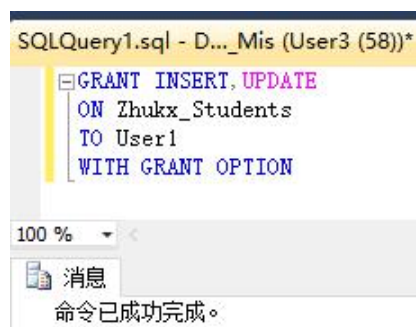 SQLQuery1.sql - D..._Mis (User3 (58))*
GRANT INSERT,UPDATE
ON Zhukx_Students
TO User1
WITH GRANT OPTION
100 %
消息
命令已成功完成。